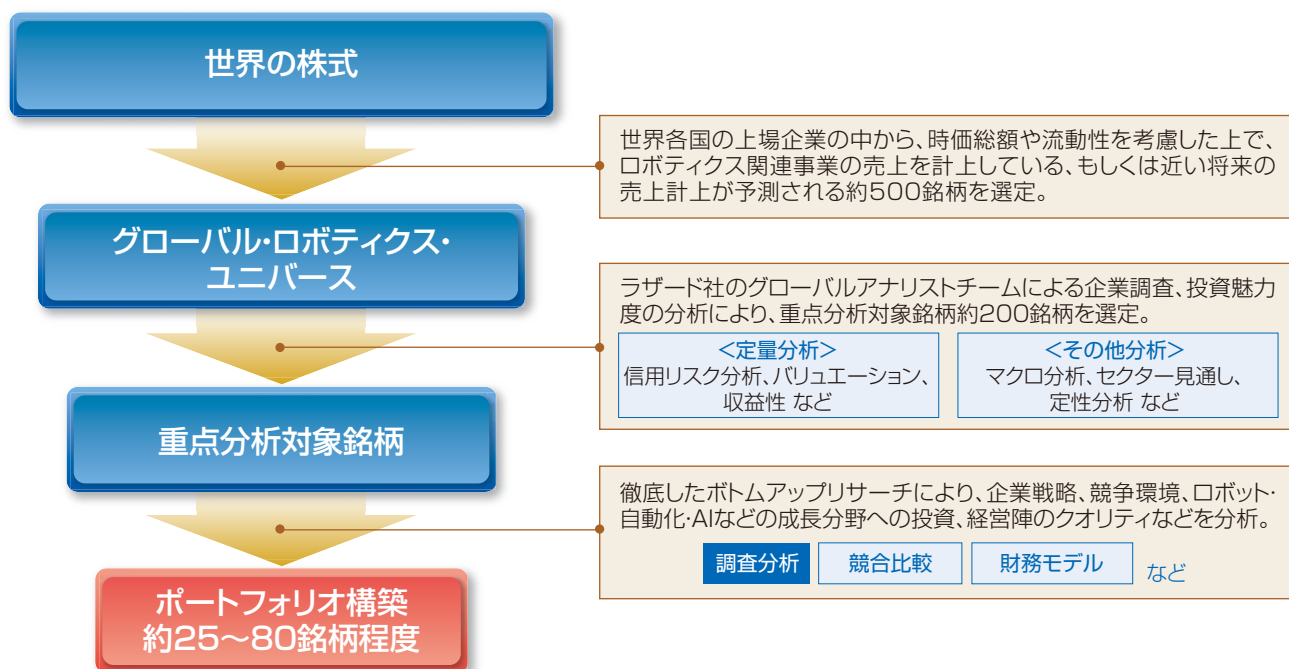 世界の株式
世界各国の上場企業の中から、時価総額や流動性を考慮した上で、
ロボティクス関連事業の売上を計上している、もしくは近い将来の
売上計上が予測される約500銘柄を選定。
グローバル・ロボティクス・
ユニバース
ラザード社のグローバルアナリストチームによる企業調査、投資魅力
度の分析により、重点分析対象銘柄約200銘柄を選定。
<定量分析>
信用リスク分析、バリュエーション、
収益性 など
<その他分析>
マクロ分析、セクター見通し、
定性分析 など
重点分析対象銘柄
徹底したボトムアップリサーチにより、企業戦略、競争環境、ロボット・
自動化・AIなどの成長分野への投資、経営陣のクオリティなどを分析。
調査分析
競合比較
財務モデル
など
ポートフォリオ構築
約25～80銘柄程度